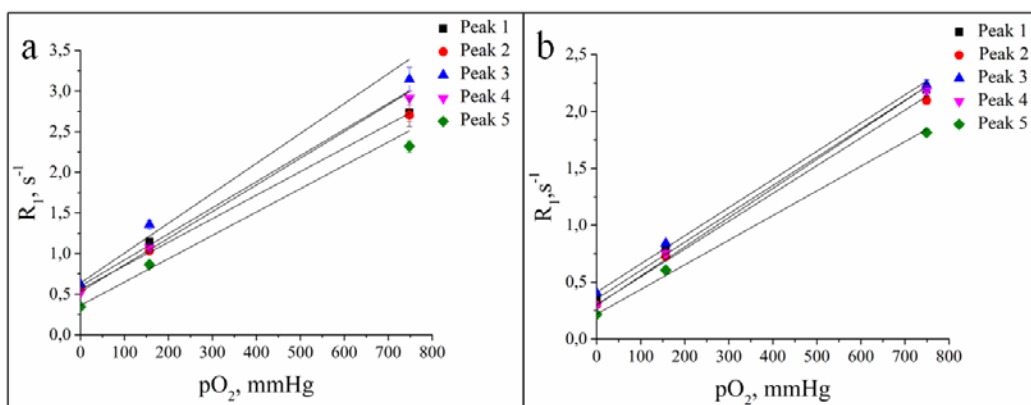 a
3,5
3,0
2,5
2,0
1,5
1,0
0,5
0,0
R₁, s⁻¹
0 100 200 300 400 500 600 700 800
pO₂, mmHg
Peak 1
Peak 2
Peak 3
Peak 4
Peak 5
b
2,5
2,0
1,5
1,0
0,5
0,0
R₁,s⁻¹
0 100 200 300 400 500 600 700 800
pO₂, mmHg
Peak 1
Peak 2
Peak 3
Peak 4
Peak 5